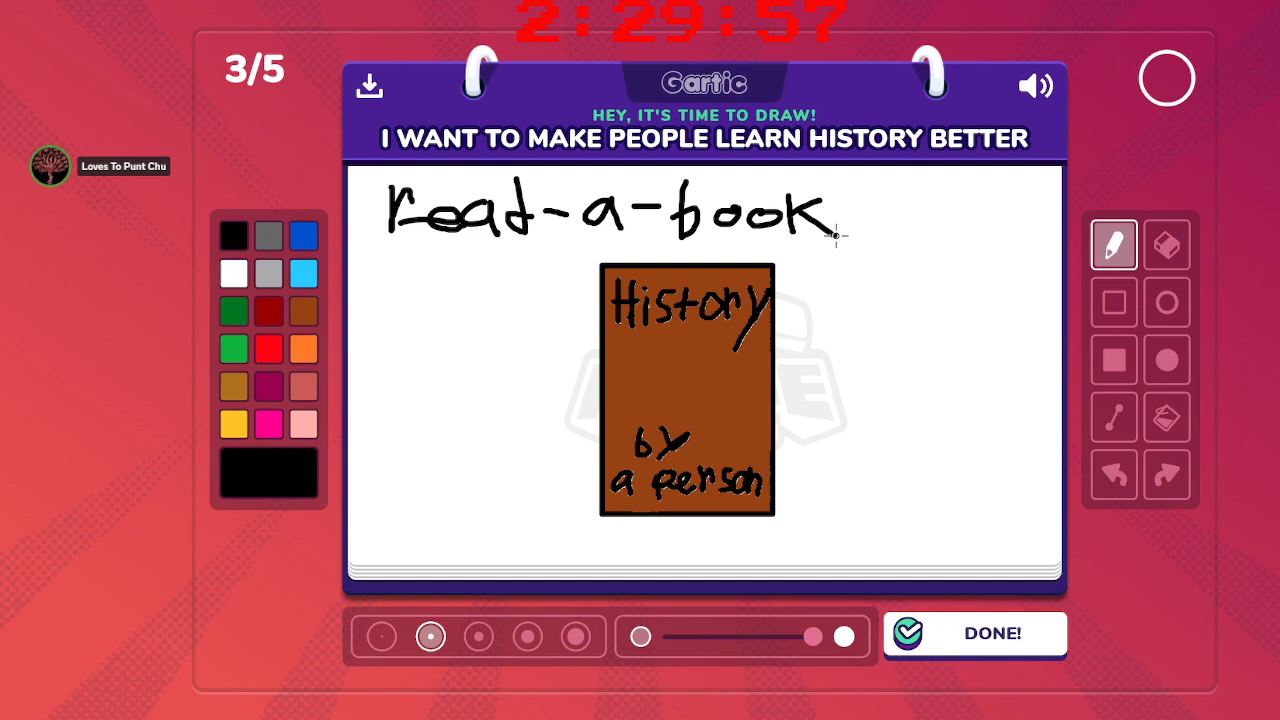 2:29:57
3/5
Gartic
HEY, IT'S TIME TO DRAW!
I WANT TO MAKE PEOPLE LEARN HISTORY BETTER
Loves To Punt Chu
read-a-book
History
by
a person
DONE!